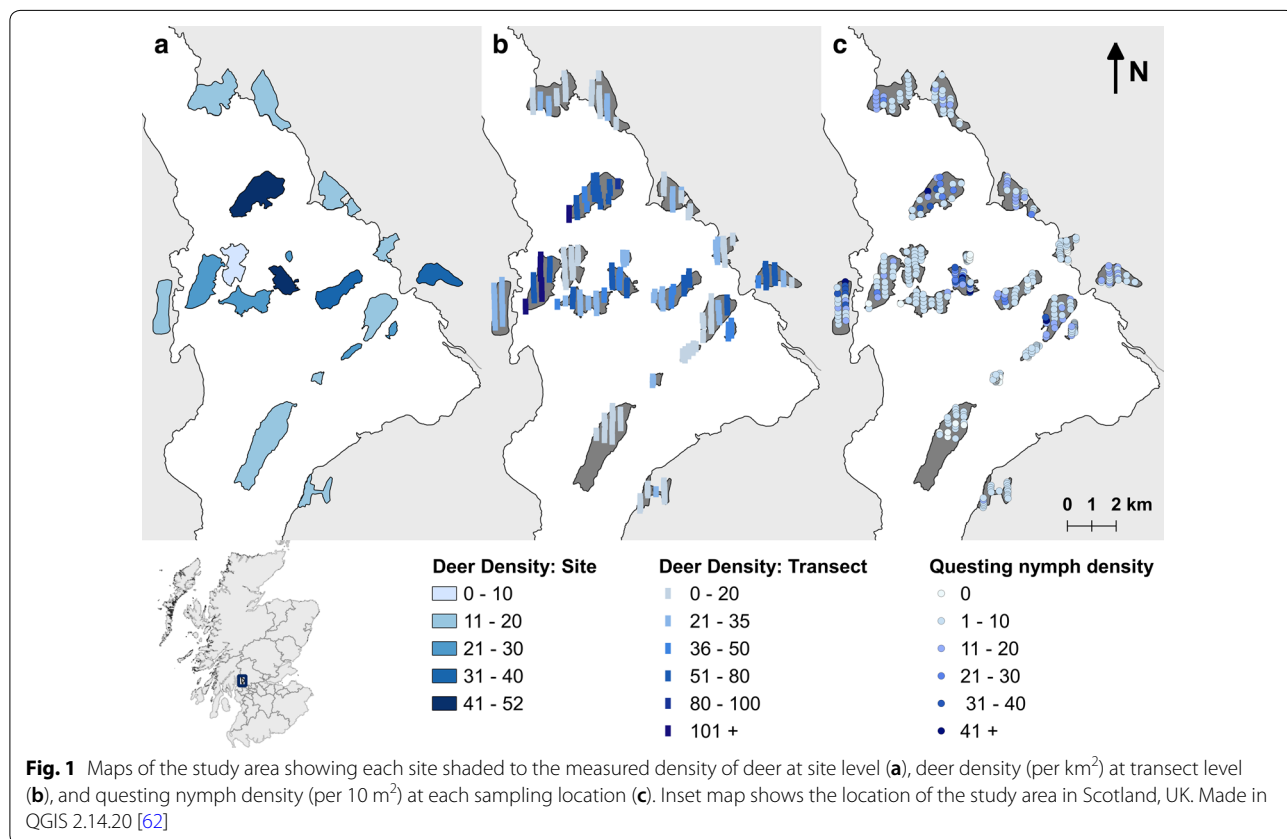 a
b
c
N
0 1 2 km
Deer Density: Site
0 - 10
11 - 20
21 - 30
31 - 40
41 - 52
Deer Density: Transect
0 - 20
21 - 35
36 - 50
51 - 80
80 - 100
101 +
Questing nymph density
0
1 - 10
11 - 20
21 - 30
31 - 40
41 +
Fig. 1 Maps of the study area showing each site shaded to the measured density of deer at site level (a), deer density (per km²) at transect level
(b), and questing nymph density (per 10 m²) at each sampling location (c). Inset map shows the location of the study area in Scotland, UK. Made in
QGIS 2.14.20 [62]